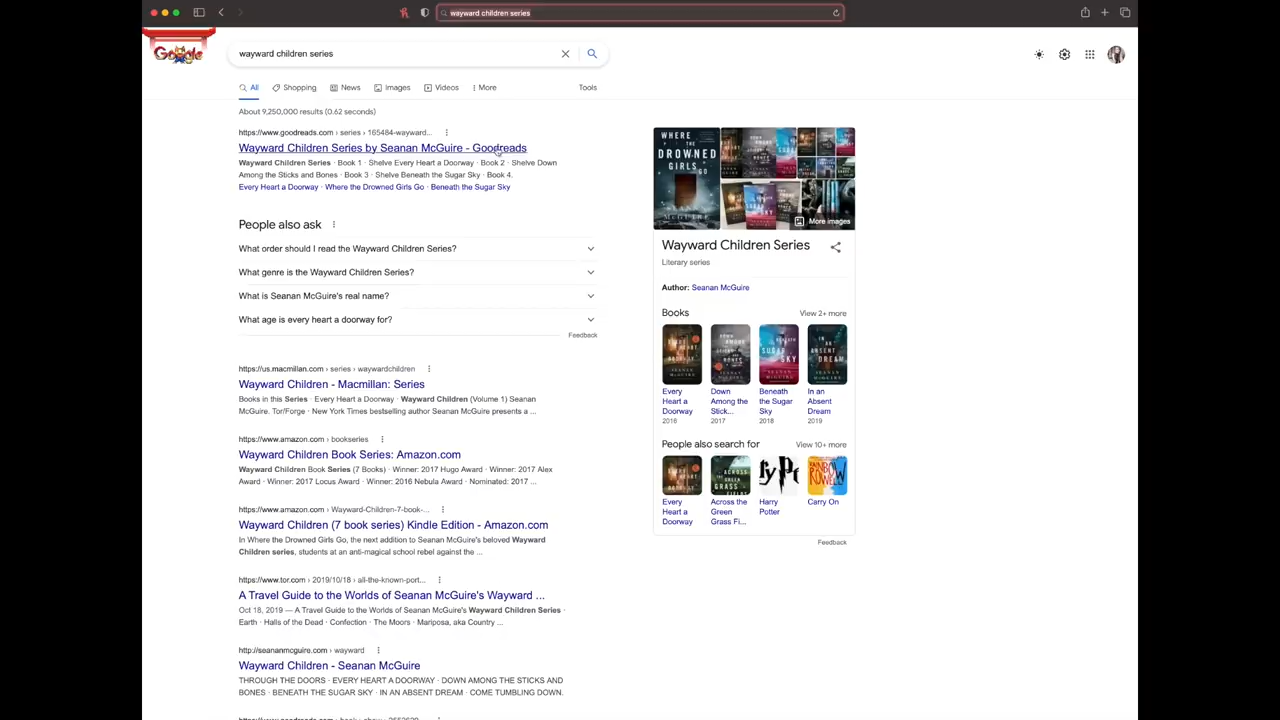 wayward children series
Google
wayward children series
All
Shopping
News
Images
Videos
More
Tools
About 9,250,000 results (0.62 seconds)
https://www.goodreads.com › series › 165484-wayward...
Wayward Children Series by Seanan McGuire - Goodreads
Wayward Children Series · Book 1 · Shelve Every Heart a Doorway · Book 2 · Shelve Down
Among the Sticks and Bones · Book 3 · Shelve Beneath the Sugar Sky · Book 4.
Every Heart a Doorway · Where the Drowned Girls Go · Beneath the Sugar Sky
People also ask
What order should I read the Wayward Children Series?
What genre is the Wayward Children Series?
What is Seanan McGuire's real name?
What age is every heart a doorway for?
Feedback
https://us.macmillan.com › series › waywardchildren
Wayward Children - Macmillan: Series
Books in this Series · Every Heart a Doorway · Wayward Children (Volume 1) Seanan
McGuire. Tor/Forge · New York Times bestselling author Seanan McGuire presents a ...
https://www.amazon.com › bookseries
Wayward Children Book Series: Amazon.com
Wayward Children Book Series (7 Books) · Winner: 2017 Hugo Award · Winner: 2017 Alex
Award · Winner: 2017 Locus Award · Winner: 2016 Nebula Award · Nominated: 2017 ...
https://www.amazon.com › Wayward-Children-7-book-...
Wayward Children (7 book series) Kindle Edition - Amazon.com
In Where the Drowned Girls Go, the next addition to Seanan McGuire's beloved Wayward
Children series, students at an anti-magical school rebel against the ...
https://www.tor.com › 2019/10/18 › all-the-known-port...
A Travel Guide to the Worlds of Seanan McGuire's Wayward ...
Oct 18, 2019 — A Travel Guide to the Worlds of Seanan McGuire's Wayward Children Series ·
Earth · Halls of the Dead · Confection · The Moors · Mariposa, aka Country ...
http://seananmcguire.com › wayward
Wayward Children - Seanan McGuire
THROUGH THE DOORS · EVERY HEART A DOORWAY · DOWN AMONG THE STICKS AND
BONES · BENEATH THE SUGAR SKY · IN AN ABSENT DREAM · COME TUMBLING DOWN.
WHERE
THE
DROWNED
GIRLS
GO
McGUIRE
More images
Wayward Children Series
Literary series
Author: Seanan McGuire
Books
View 2+ more
Every
Heart a
Doorway
2016
Down
Among the
Stick...
2017
Beneath
the Sugar
Sky
2018
In an
Absent
Dream
2019
People also search for
View 10+ more
Every
Heart a
Doorway
Across the
Green
Grass Fi...
Harry
Potter
Carry On
Feedback